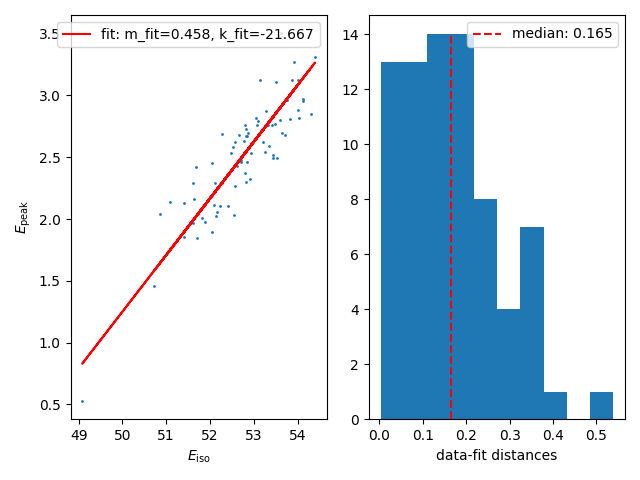 fit: m_fit=0.458, k_fit=-21.667
3.5
3.0
2.5
2.0
1.5
1.0
0.5
E_peak
49 50 51 52 53 54
E_iso
median: 0.165
14
12
10
8
6
4
2
0
0.0 0.1 0.2 0.3 0.4 0.5
data-fit distances